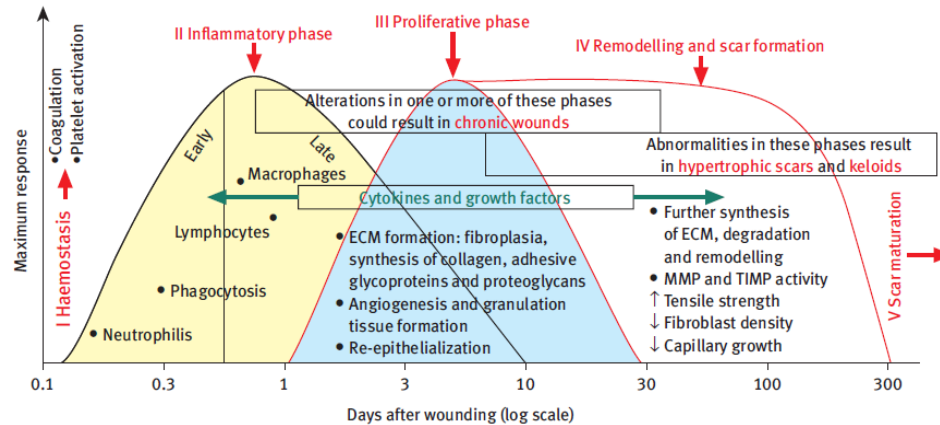 Maximum response
I Haemostasis
•Coagulation
•Platelet activation
II Inflammatory phase
III Proliferative phase
IV Remodelling and scar formation
V Scar maturation
Alterations in one or more of these phases
could result in chronic wounds
Abnormalities in these phases result
in hypertrophic scars and keloids
Early
Late
• Macrophages
Lymphocytes •
• Phagocytosis
• Neutrophilis
Cytokines and growth factors
• ECM formation: fibroplasia,
synthesis of collagen, adhesive
glycoproteins and proteoglycans
• Angiogenesis and granulation
tissue formation
• Re-epithelialization
• Further synthesis
of ECM, degradation
and remodelling
• MMP and TIMP activity
↑ Tensile strength
↓ Fibroblast density
↓ Capillary growth
0.1 0.3 1 3 10 30 100 300
Days after wounding (log scale)